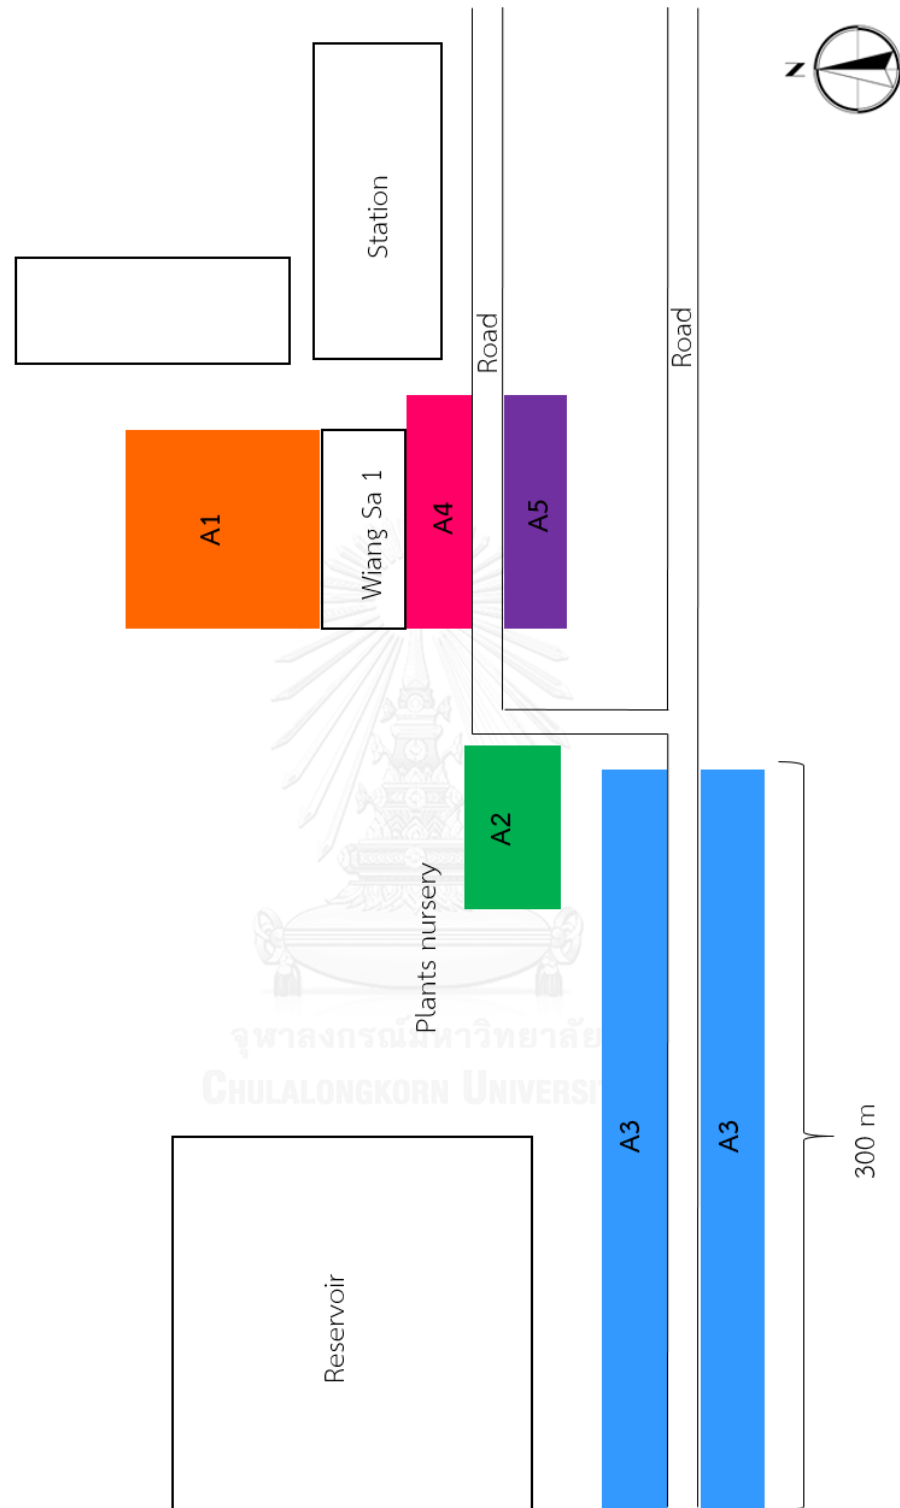 N
Station
Road
Road
A1
Wiang Sa 1
A4
A5
A2
Plants nursery
จุฬาลงกรณ์มหาวิทยาลัย
CHULALONGKORN UNIVERSI
A3
A3
300 m
Reservoir